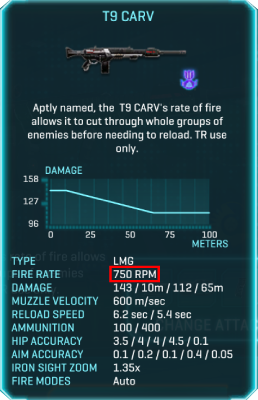 T9 CARV
Aptly named, the T9 CARV's rate of fire
allows it to cut through whole groups of
enemies before needing to reload. TR use
only.
DAMAGE
158
127
96
0 25 50 75 100
METERS
TYPE LMG
FIRE RATE 750 RPM
DAMAGE 143 / 10m / 112 / 65m
MUZZLE VELOCITY 600 m/sec
RELOAD SPEED 6.2 sec / 5.4 sec
AMMUNITION 100 / 400
HIP ACCURACY 3.5 / 4 / 4 / 4.5 / 0.1
AIM ACCURACY 0.1 / 0.2 / 0.1 / 0.4 / 0.05
IRON SIGHT ZOOM 1.35x
FIRE MODES Auto